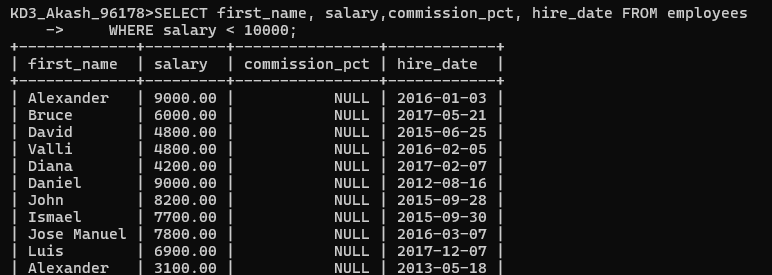 KD3_Akash_96178>SELECT first_name, salary,commission_pct, hire_date FROM employees
    ->     WHERE salary < 10000;
+-------------+---------+----------------+------------+
| first_name  | salary  | commission_pct | hire_date  |
+-------------+---------+----------------+------------+
| Alexander   | 9000.00 |           NULL | 2016-01-03 |
| Bruce       | 6000.00 |           NULL | 2017-05-21 |
| David       | 4800.00 |           NULL | 2015-06-25 |
| Valli       | 4800.00 |           NULL | 2016-02-05 |
| Diana       | 4200.00 |           NULL | 2017-02-07 |
| Daniel      | 9000.00 |           NULL | 2012-08-16 |
| John        | 8200.00 |           NULL | 2015-09-28 |
| Ismael      | 7700.00 |           NULL | 2015-09-30 |
| Jose Manuel | 7800.00 |           NULL | 2016-03-07 |
| Luis        | 6900.00 |           NULL | 2017-12-07 |
| Alexander   | 3100.00 |           NULL | 2013-05-18 |